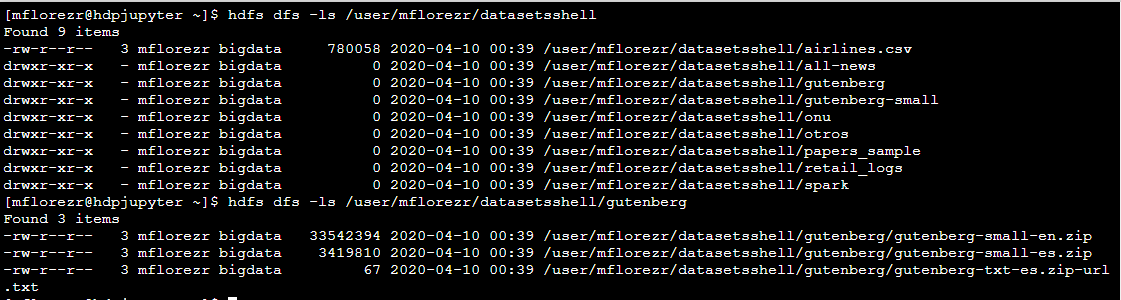 [mflorezr@hdpjupyter ~]$ hdfs dfs -ls /user/mflorezr/datasetsshell
Found 9 items
-rw-r--r--   3 mflorezr bigdata     780058 2020-04-10 00:39 /user/mflorezr/datasetsshell/airlines.csv
drwxr-xr-x   - mflorezr bigdata          0 2020-04-10 00:39 /user/mflorezr/datasetsshell/all-news
drwxr-xr-x   - mflorezr bigdata          0 2020-04-10 00:39 /user/mflorezr/datasetsshell/gutenberg
drwxr-xr-x   - mflorezr bigdata          0 2020-04-10 00:39 /user/mflorezr/datasetsshell/gutenberg-small
drwxr-xr-x   - mflorezr bigdata          0 2020-04-10 00:39 /user/mflorezr/datasetsshell/onu
drwxr-xr-x   - mflorezr bigdata          0 2020-04-10 00:39 /user/mflorezr/datasetsshell/otros
drwxr-xr-x   - mflorezr bigdata          0 2020-04-10 00:39 /user/mflorezr/datasetsshell/papers_sample
drwxr-xr-x   - mflorezr bigdata          0 2020-04-10 00:39 /user/mflorezr/datasetsshell/retail_logs
drwxr-xr-x   - mflorezr bigdata          0 2020-04-10 00:39 /user/mflorezr/datasetsshell/spark
[mflorezr@hdpjupyter ~]$ hdfs dfs -ls /user/mflorezr/datasetsshell/gutenberg
Found 3 items
-rw-r--r--   3 mflorezr bigdata   33542394 2020-04-10 00:39 /user/mflorezr/datasetsshell/gutenberg/gutenberg-small-en.zip
-rw-r--r--   3 mflorezr bigdata    3419810 2020-04-10 00:39 /user/mflorezr/datasetsshell/gutenberg/gutenberg-small-es.zip
-rw-r--r--   3 mflorezr bigdata         67 2020-04-10 00:39 /user/mflorezr/datasetsshell/gutenberg/gutenberg-txt-es.zip-url
.txt